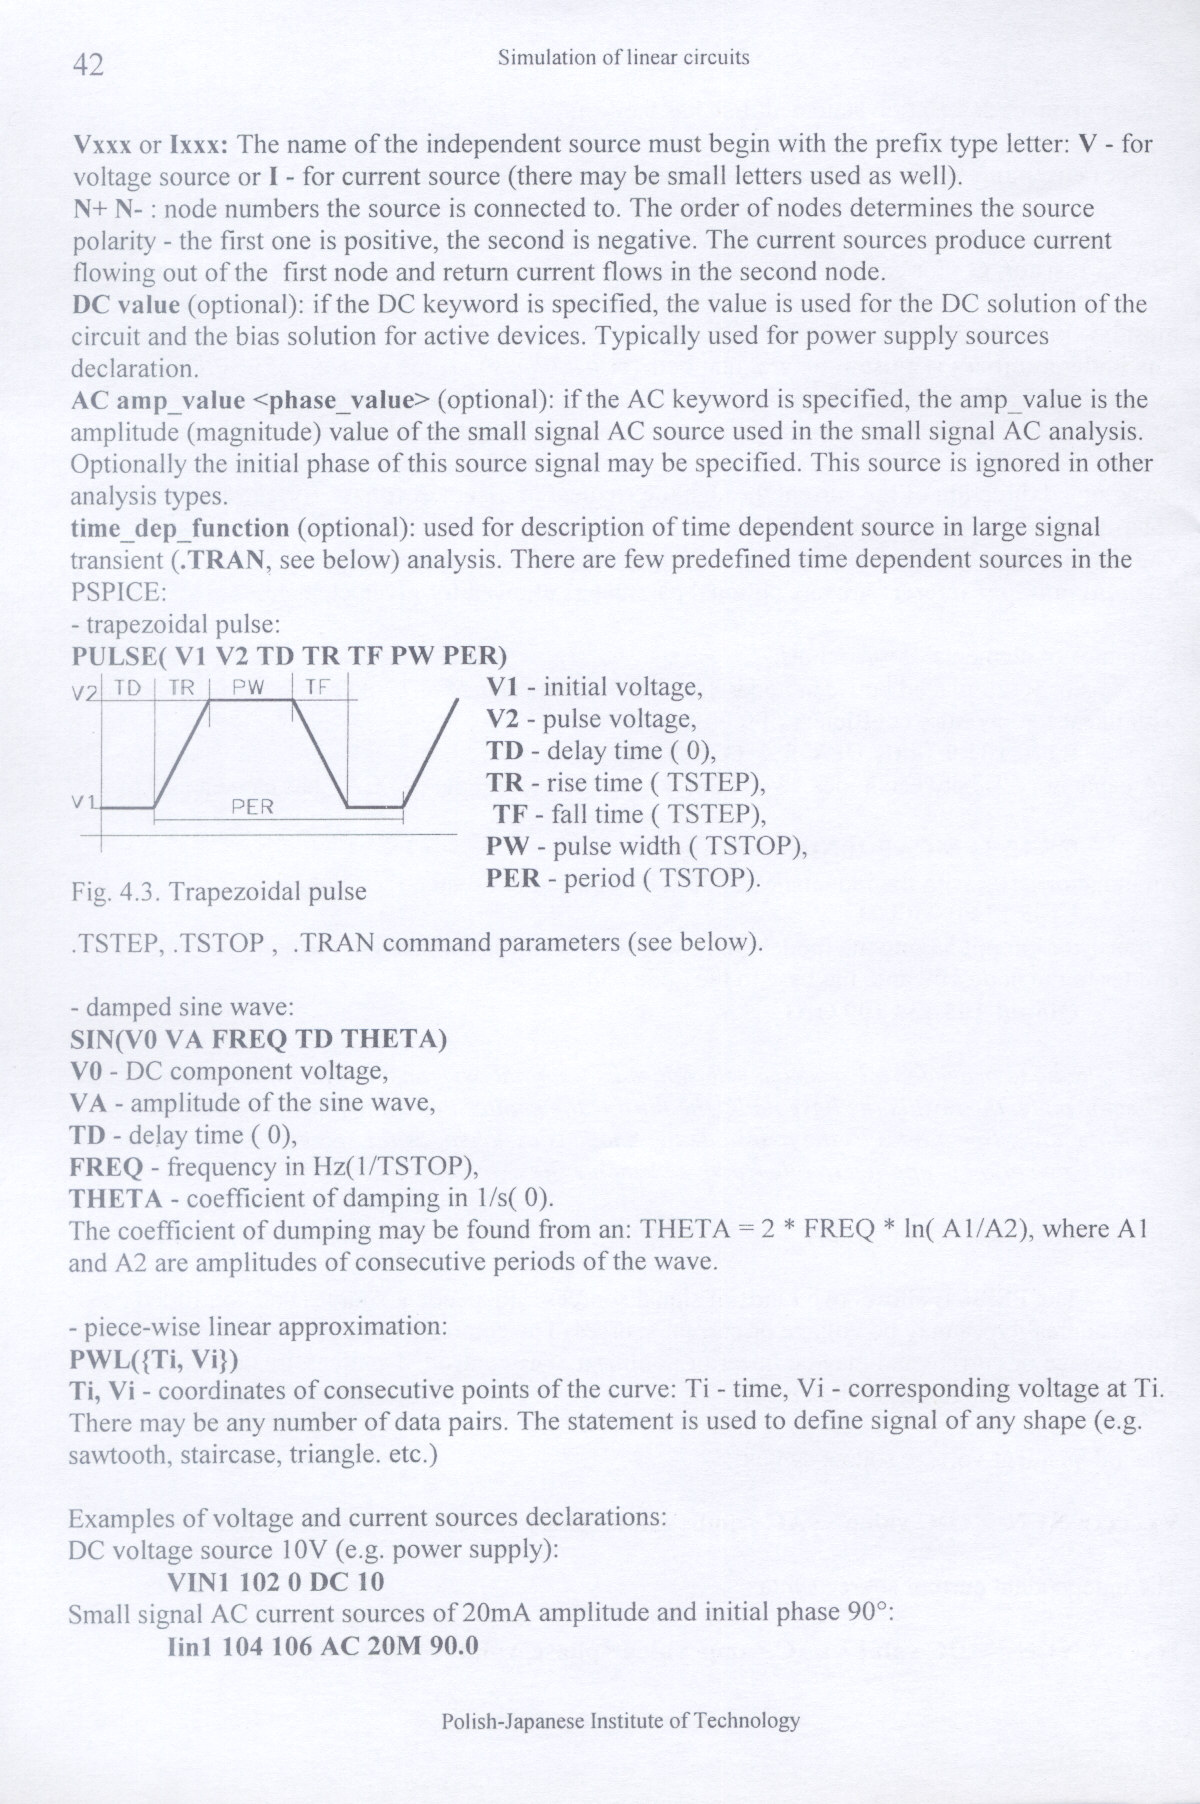 42
Simulation of linear circuits
Vxxx or Ixxx: The name of the independent source must begin with the prefix type letter: V - for
voltage source or I - for current source (there may be small letters used as well).
N+ N- : node numbers the source is connected to. The order of nodes determines the source
polarity - the first one is positive, the second is negative. The current sources produce current
flowing out of the first node and return current flows in the second node.
DC value (optional): if the DC keyword is specified, the value is used for the DC solution of the
circuit and the bias solution for active devices. Typically used for power supply sources
declaration.
AC amp_value <phase_value> (optional): if the AC keyword is specified, the amp_value is the
amplitude (magnitude) value of the small signal AC source used in the small signal AC analysis.
Optionally the initial phase of this source signal may be specified. This source is ignored in other
analysis types.
time_dep_function (optional): used for description of time dependent source in large signal
transient (.TRAN, see below) analysis. There are few predefined time dependent sources in the
PSPICE:
- trapezoidal pulse:
PULSE( V1 V2 TD TR TF PW PER)
V2 TD TR PW TF
V1
PER
Fig. 4.3. Trapezoidal pulse
V1 - initial voltage,
V2 - pulse voltage,
TD - delay time ( 0),
TR - rise time ( TSTEP),
TF - fall time ( TSTEP),
PW - pulse width ( TSTOP),
PER - period ( TSTOP).
.TSTEP, .TSTOP , .TRAN command parameters (see below).
- damped sine wave:
SIN(V0 VA FREQ TD THETA)
V0 - DC component voltage,
VA - amplitude of the sine wave,
TD - delay time ( 0),
FREQ - frequency in Hz(1/TSTOP),
THETA - coefficient of damping in 1/s( 0).
The coefficient of dumping may be found from an: THETA = 2 * FREQ * ln( A1/A2), where A1
and A2 are amplitudes of consecutive periods of the wave.
- piece-wise linear approximation:
PWL({Ti, Vi})
Ti, Vi - coordinates of consecutive points of the curve: Ti - time, Vi - corresponding voltage at Ti.
There may be any number of data pairs. The statement is used to define signal of any shape (e.g.
sawtooth, staircase, triangle. etc.)
Examples of voltage and current sources declarations:
DC voltage source 10V (e.g. power supply):
VIN1 102 0 DC 10
Small signal AC current sources of 20mA amplitude and initial phase 90°:
Iin1 104 106 AC 20M 90.0
Polish-Japanese Institute of Technology